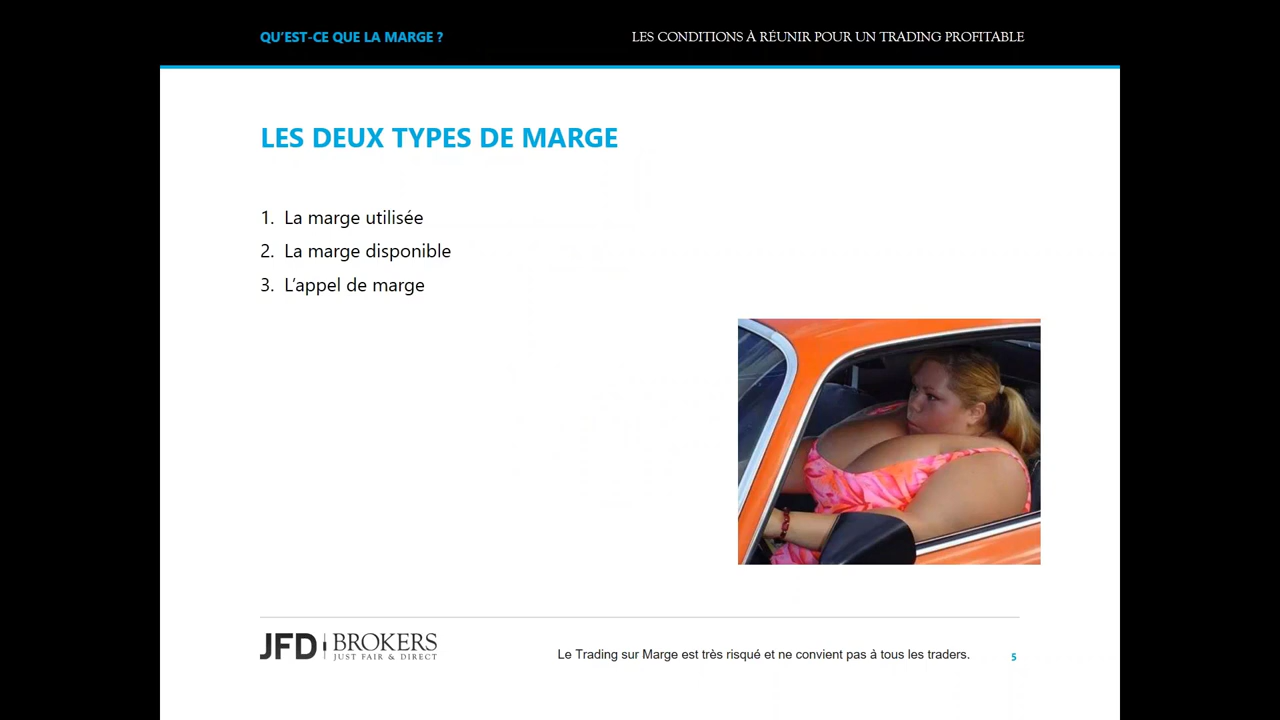 QU'EST-CE QUE LA MARGE ?
LES CONDITIONS À RÉUNIR POUR UN TRADING PROFITABLE
LES DEUX TYPES DE MARGE
1. La marge utilisée
2. La marge disponible
3. L'appel de marge
JFD BROKERS
JUST FAIR & DIRECT
Le Trading sur Marge est très risqué et ne convient pas à tous les traders.
5